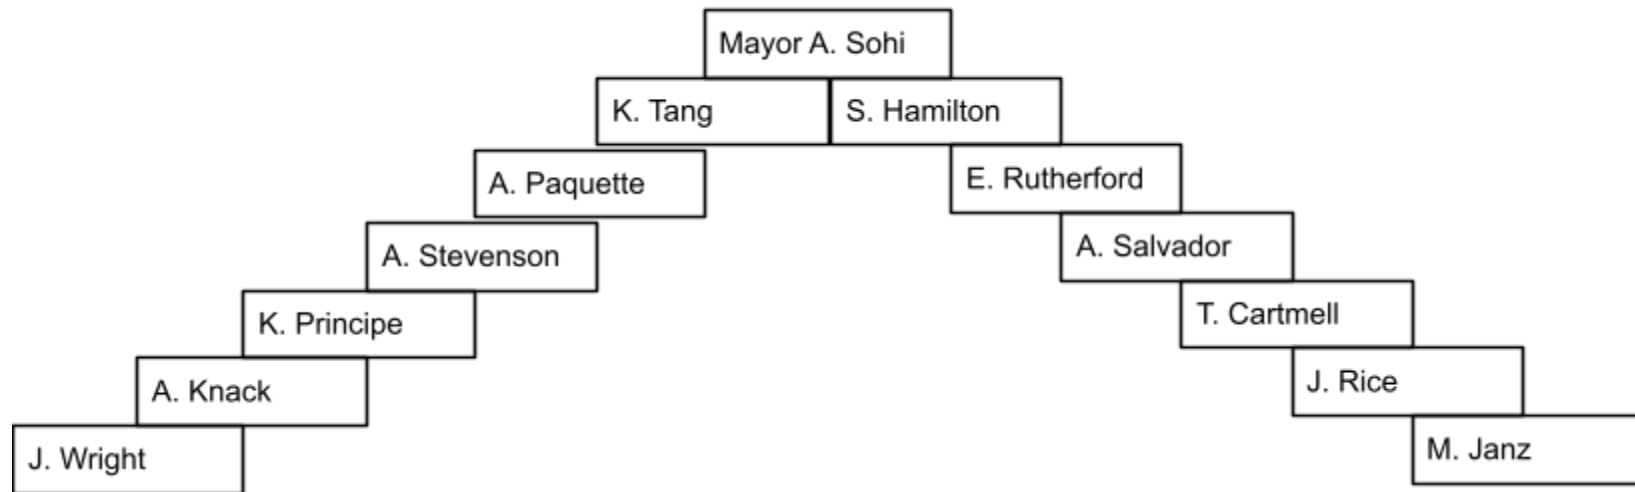 Mayor A. Sohi
K. Tang
S. Hamilton
A. Paquette
E. Rutherford
A. Stevenson
A. Salvador
K. Principe
T. Cartmell
A. Knack
J. Rice
J. Wright
M. Janz